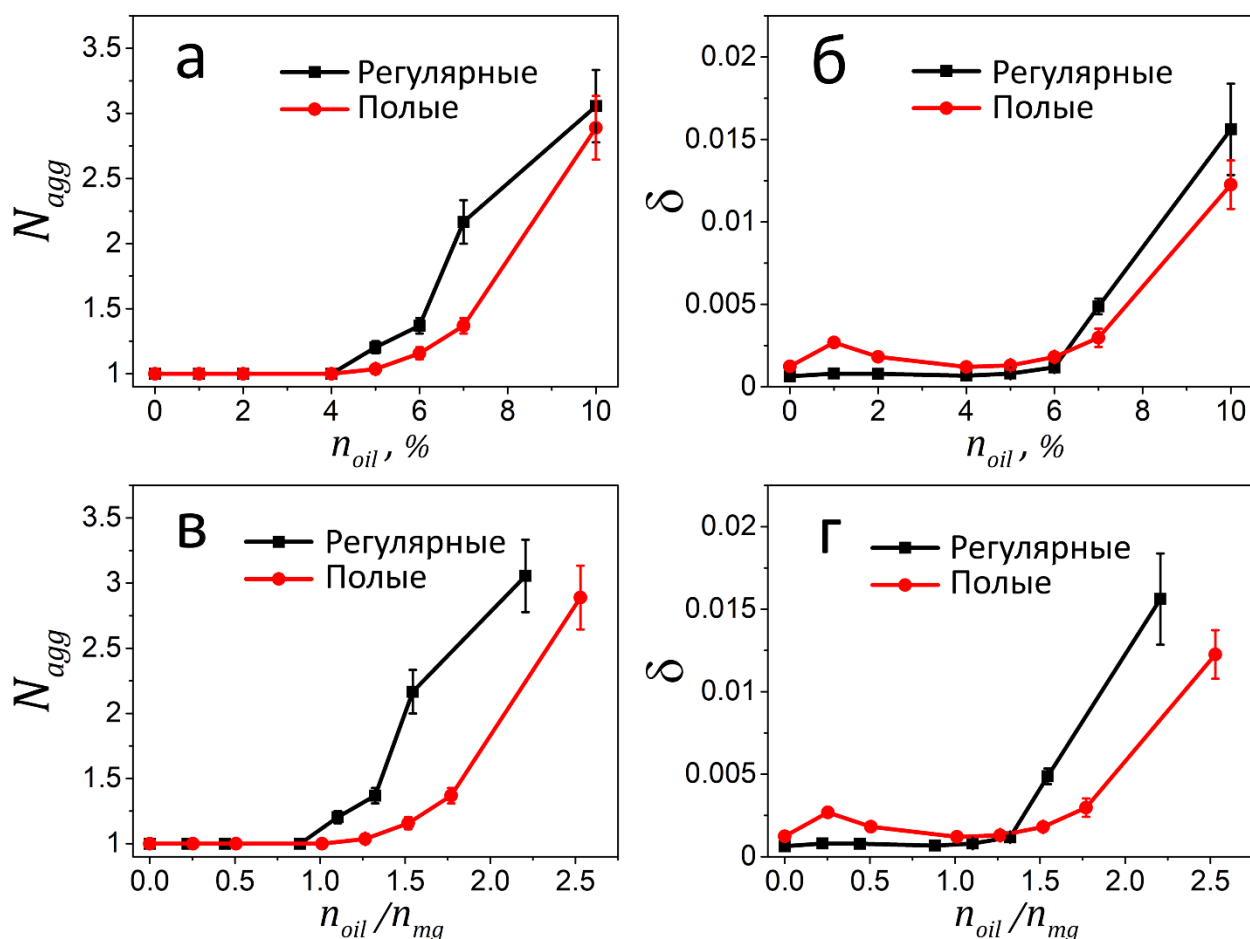 а
Регулярные
Полые
N_agg
3.5
3
2.5
2
1.5
1
0 2 4 6 8 10
n_oil , %
б
Регулярные
Полые
δ
0.02
0.015
0.01
0.005
0
0 2 4 6 8 10
n_oil , %
в
Регулярные
Полые
N_agg
3.5
3
2.5
2
1.5
1
0.0 0.5 1.0 1.5 2.0 2.5
n_oil /n_mg
г
Регулярные
Полые
δ
0.02
0.015
0.01
0.005
0
0.0 0.5 1.0 1.5 2.0 2.5
n_oil /n_mg